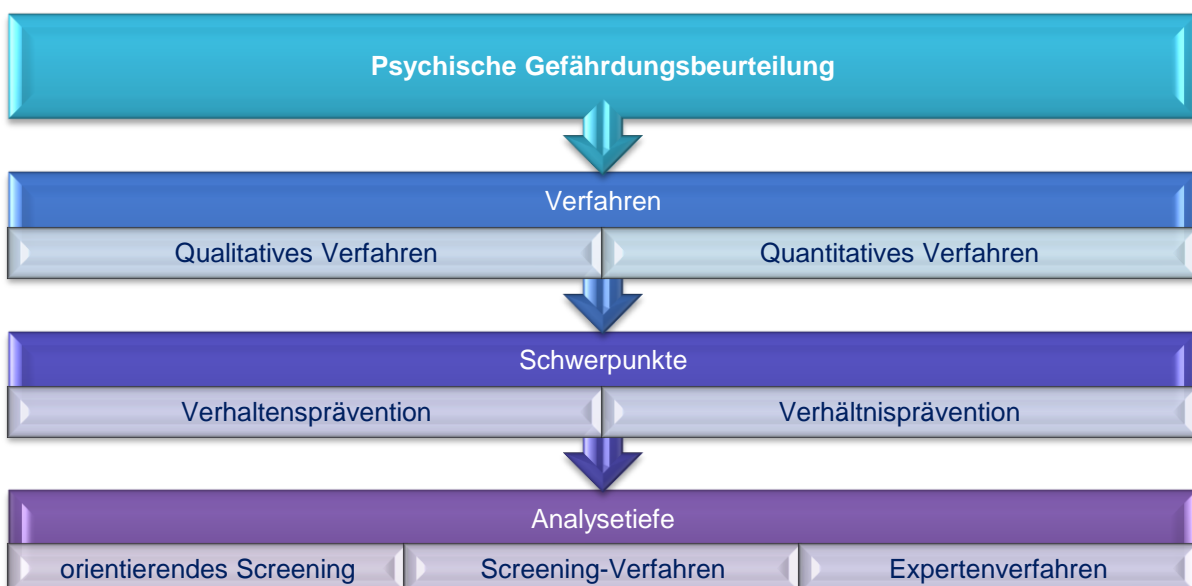 Psychische Gefährdungsbeurteilung
Verfahren
Qualitatives Verfahren
Quantitatives Verfahren
Schwerpunkte
Verhaltensprävention
Verhältnisprävention
Analysetiefe
orientierendes Screening
Screening-Verfahren
Expertenverfahren